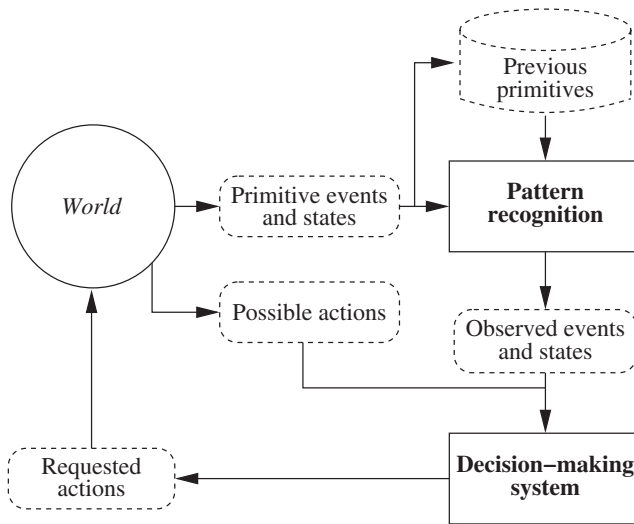 Previous
primitives
World
Primitive events
and states
Pattern
recognition
Possible actions
Observed events
and states
Requested
actions
Decision−making
system